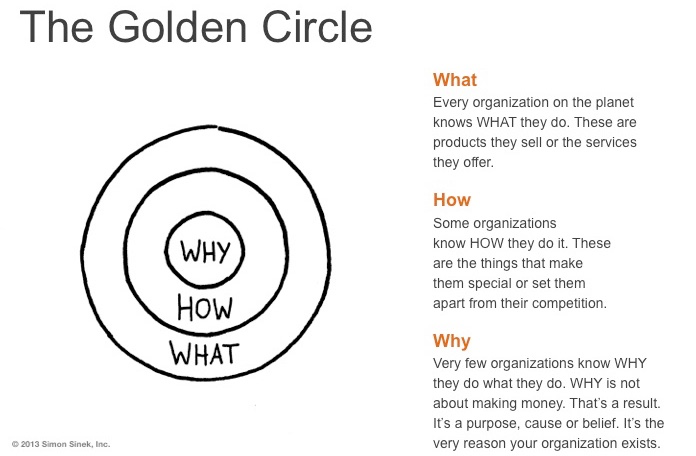 The Golden Circle
WHY
HOW
WHAT
What
Every organization on the planet
knows WHAT they do. These are
products they sell or the services
they offer.
How
Some organizations
know HOW they do it. These
are the things that make
them special or set them
apart from their competition.
Why
Very few organizations know WHY
they do what they do. WHY is not
about making money. That's a result.
It's a purpose, cause or belief. It's the
very reason your organization exists.
© 2013 Simon Sinek, Inc.